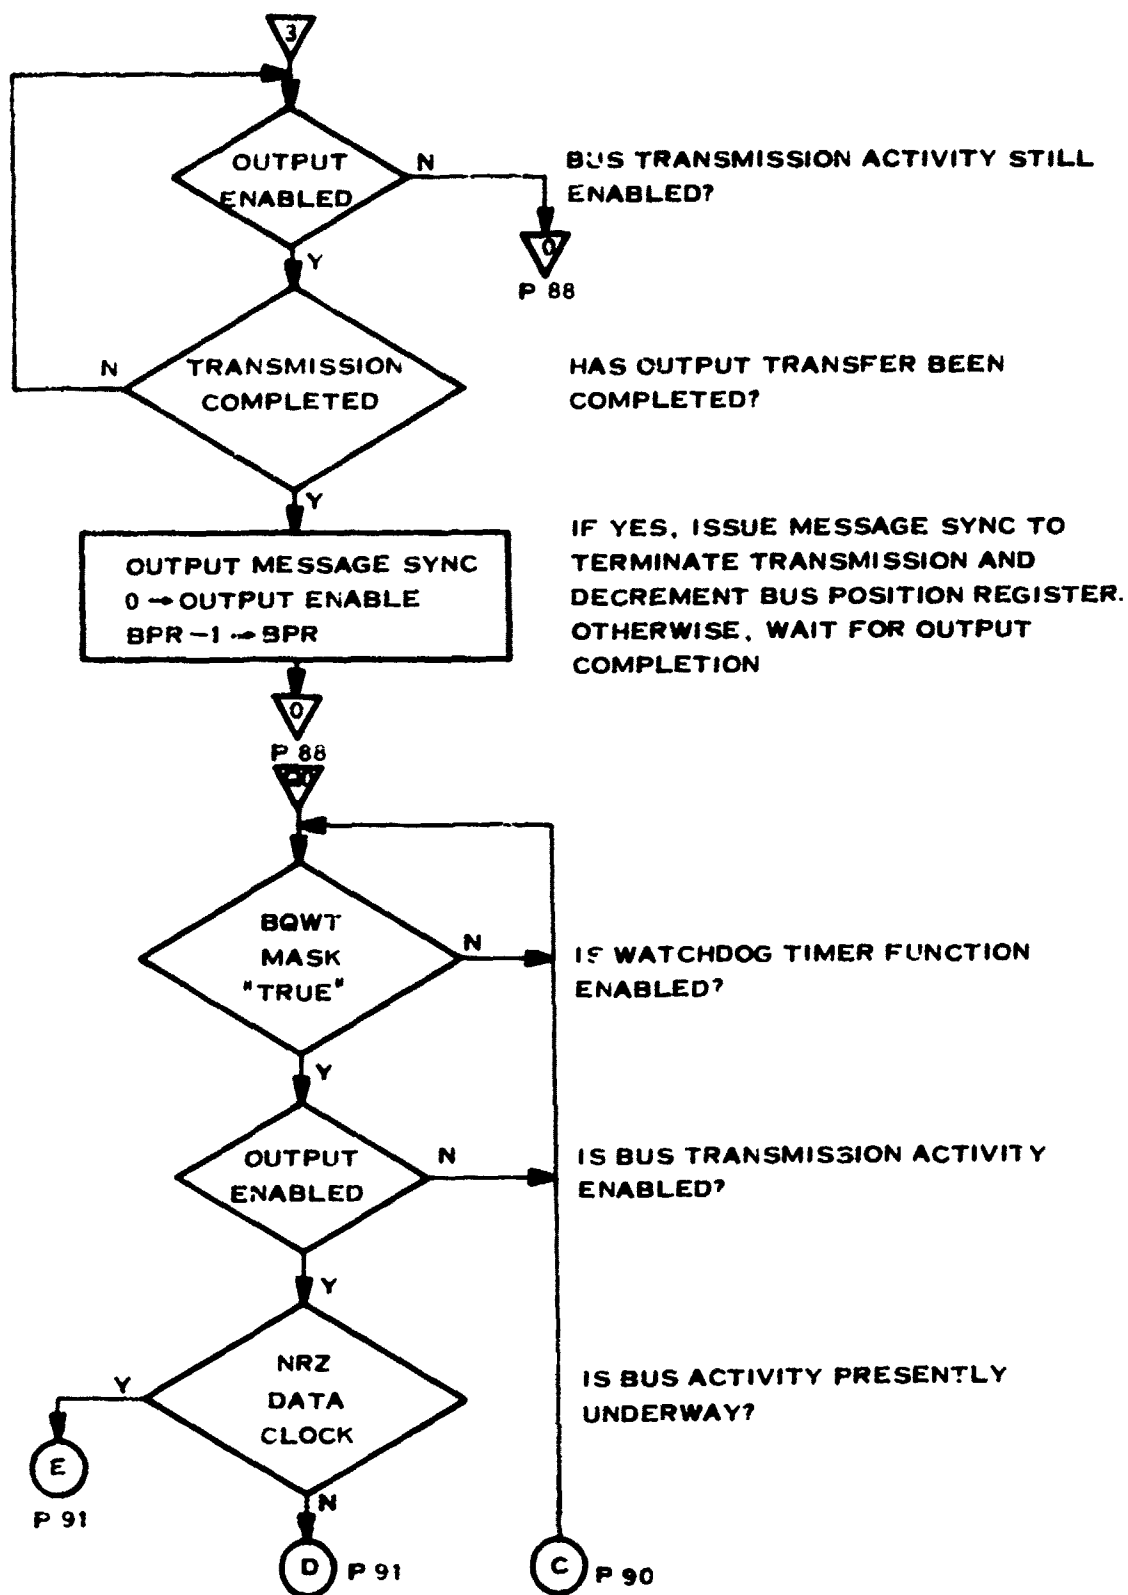 3
OUTPUT
ENABLED
N
BUS TRANSMISSION ACTIVITY STILL
ENABLED?
Y
0
P 88
N
TRANSMISSION
COMPLETED
HAS OUTPUT TRANSFER BEEN
COMPLETED?
Y
OUTPUT MESSAGE SYNC
0 → OUTPUT ENABLE
BPR -1 → BPR
IF YES, ISSUE MESSAGE SYNC TO
TERMINATE TRANSMISSION AND
DECREMENT BUS POSITION REGISTER.
OTHERWISE, WAIT FOR OUTPUT
COMPLETION
0
P 88
BQWT
MASK
"TRUE"
N
IS WATCHDOG TIMER FUNCTION
ENABLED?
Y
OUTPUT
ENABLED
N
IS BUS TRANSMISSION ACTIVITY
ENABLED?
Y
NRZ
DATA
CLOCK
Y
IS BUS ACTIVITY PRESENTLY
UNDERWAY?
E
P 91
N
D
P 91
C
P 90